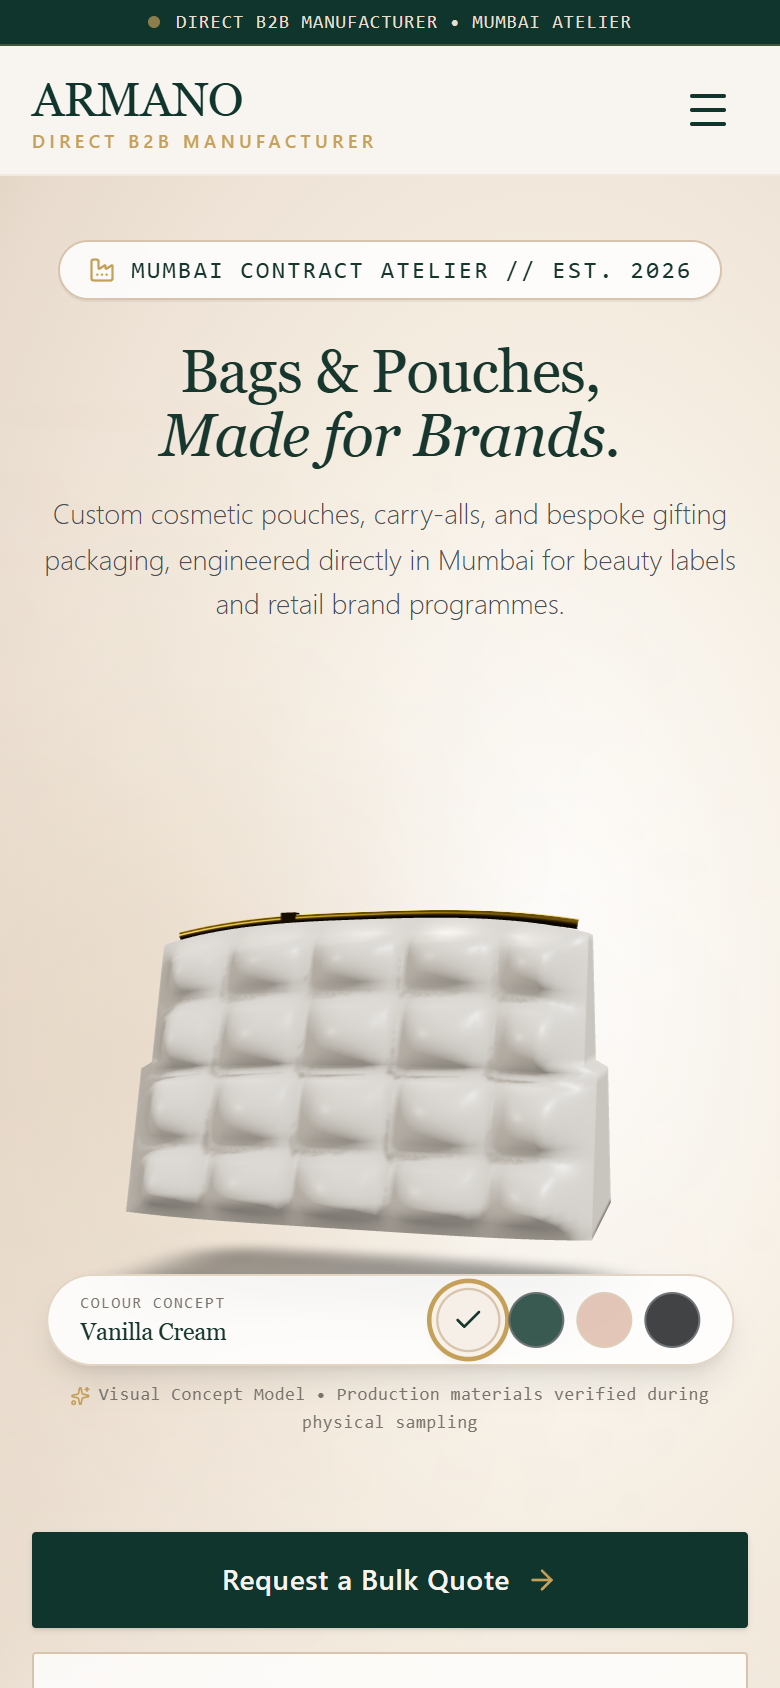 DIRECT B2B MANUFACTURER • MUMBAI ATELIER
ARMANO
DIRECT B2B MANUFACTURER
MUMBAI CONTRACT ATELIER // EST. 2026
Bags & Pouches,
Made for Brands.
Custom cosmetic pouches, carry-alls, and bespoke gifting
packaging, engineered directly in Mumbai for beauty labels
and retail brand programmes.
COLOUR CONCEPT
Vanilla Cream
Visual Concept Model • Production materials verified during
physical sampling
Request a Bulk Quote →